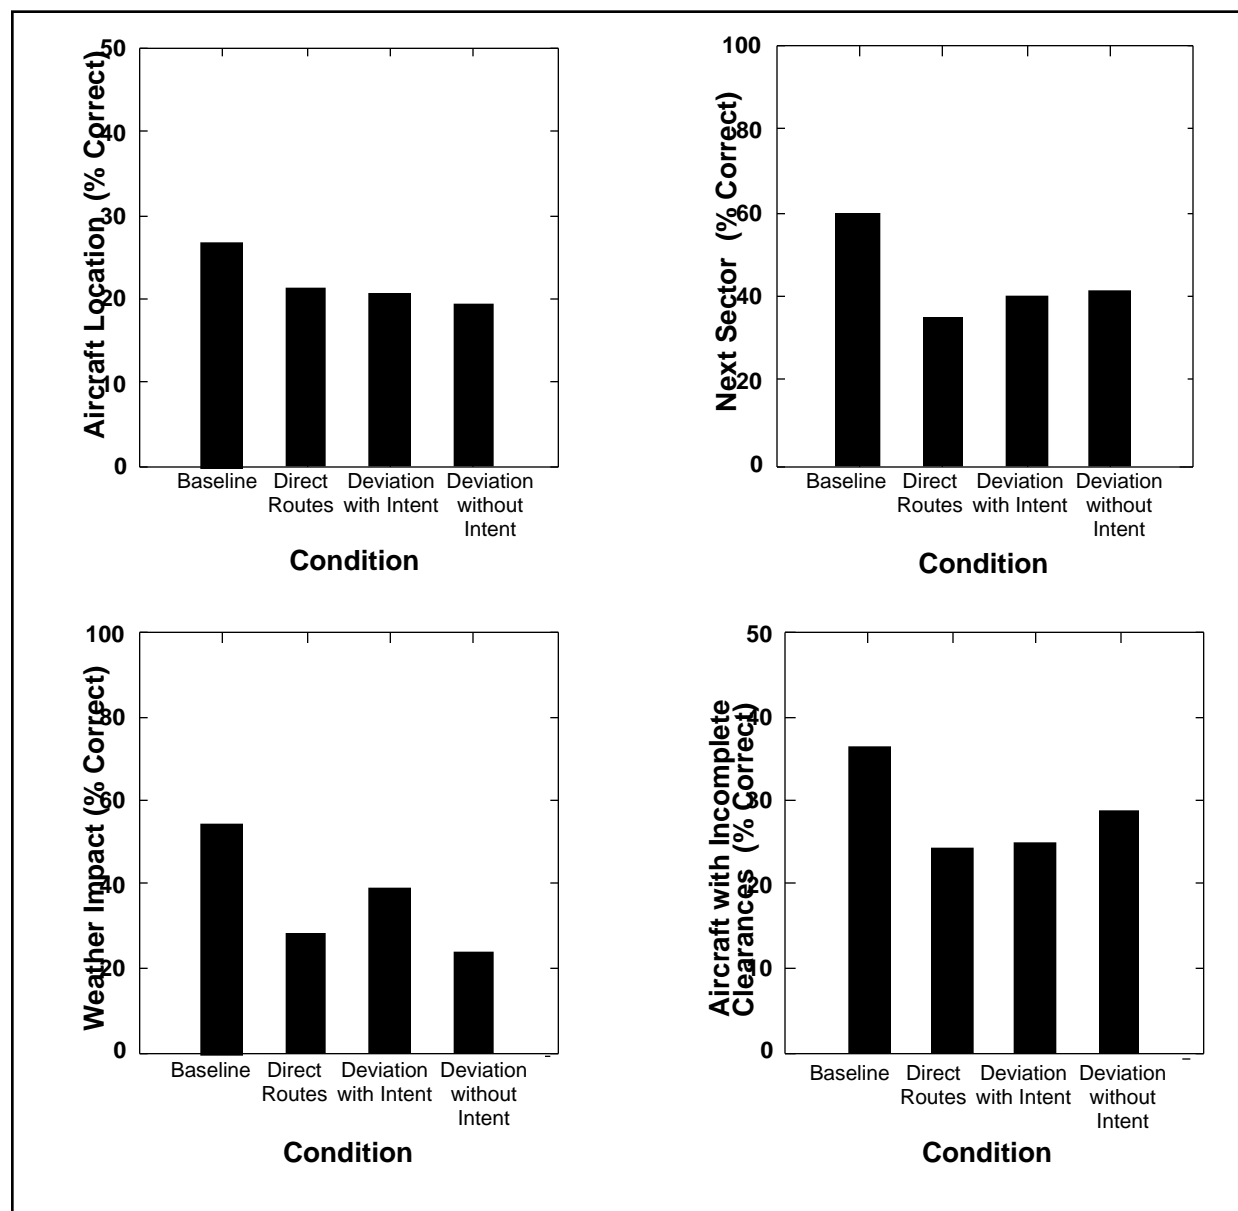 Aircraft Location (% Correct)
50
40
30
20
10
0
Baseline Direct Deviation Deviation
Routes with Intent without
Intent
Condition
Next Sector (% Correct)
100
80
60
40
20
0
Baseline Direct Deviation Deviation
Routes with Intent without
Intent
Condition
Weather Impact (% Correct)
100
80
60
40
20
0
Baseline Direct Deviation Deviation
Routes with Intent without
Intent
Condition
Aircraft with Incomplete
Clearances (% Correct)
50
40
30
20
10
0
Baseline Direct Deviation Deviation
Routes with Intent without
Intent
Condition